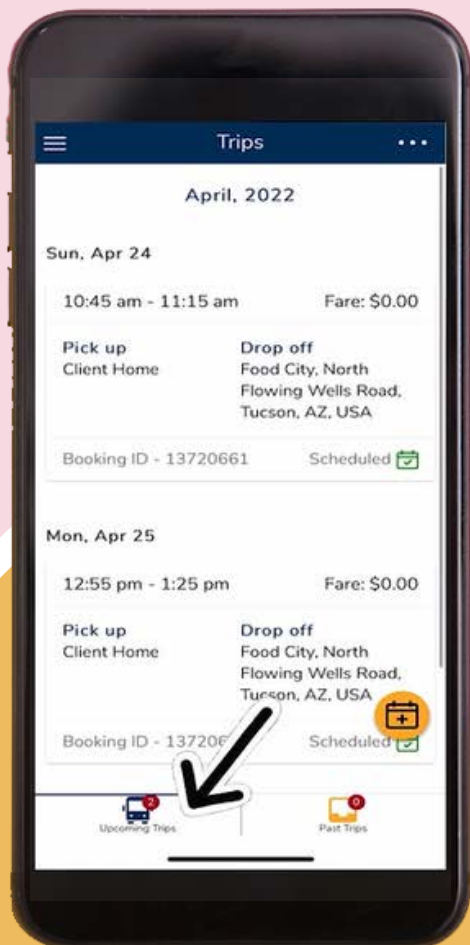 Trips
April, 2022
Sun, Apr 24
10:45 am - 11:15 am Fare: $0.00
Pick up Drop off
Client Home Food City, North
Flowing Wells Road,
Tucson, AZ, USA
Booking ID - 13720661 Scheduled
Mon, Apr 25
12:55 pm - 1:25 pm Fare: $0.00
Pick up Drop off
Client Home Food City, North
Flowing Wells Road,
Tucson, AZ, USA
Booking ID - Scheduled
2 0
Upcoming Trips Past Trips